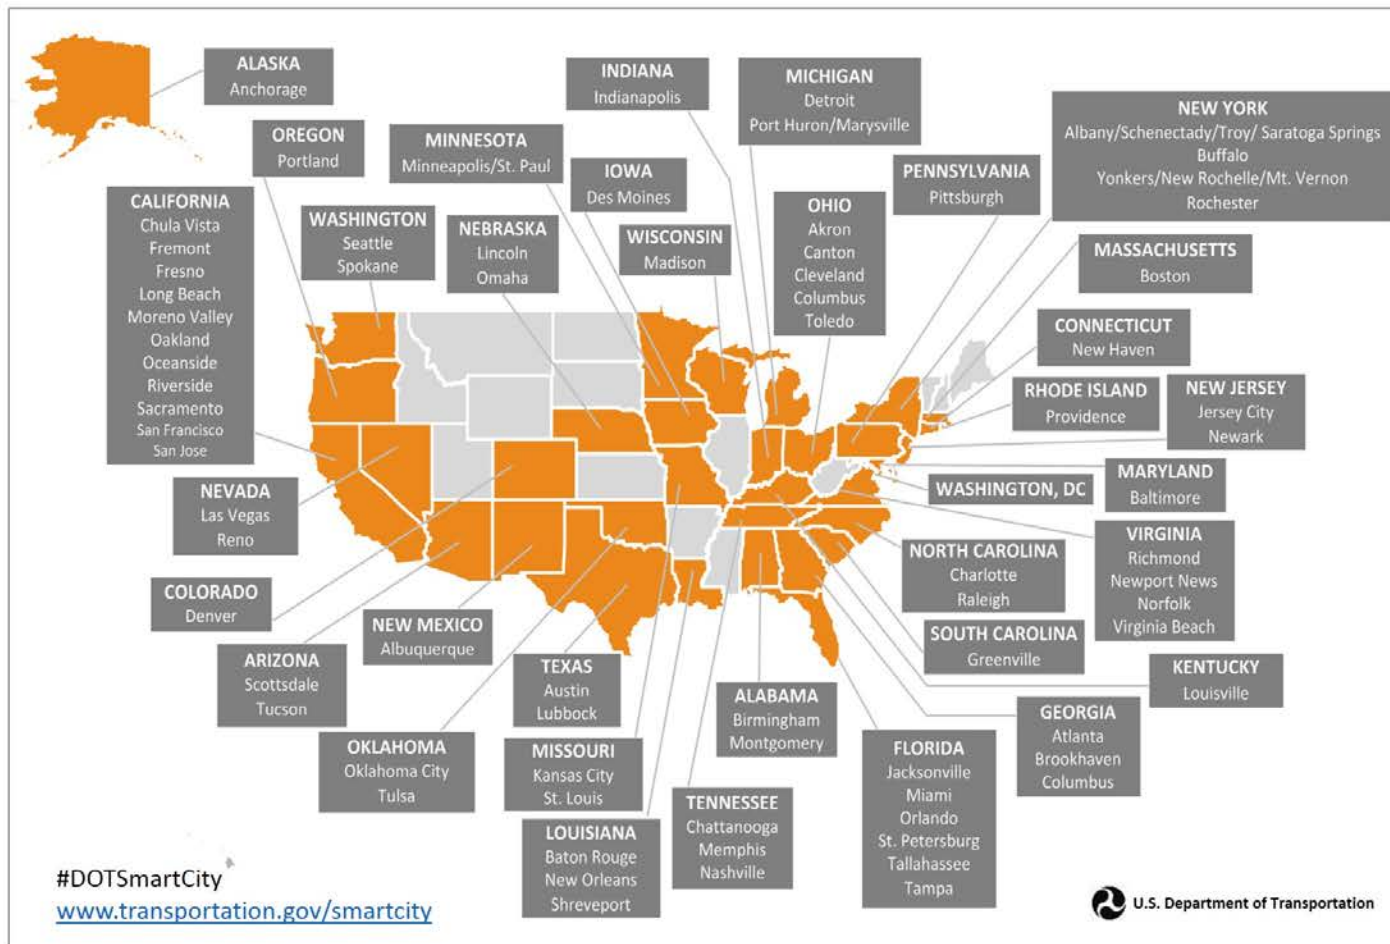 ALASKA
Anchorage
OREGON
Portland
MINNESOTA
Minneapolis/St. Paul
INDIANA
Indianapolis
MICHIGAN
Detroit
Port Huron/Marysville
NEW YORK
Albany/Schenectady/Troy/ Saratoga Springs
Buffalo
Yonkers/New Rochelle/Mt. Vernon
Rochester
CALIFORNIA
Chula Vista
Fremont
Fresno
Long Beach
Moreno Valley
Oakland
Oceanside
Riverside
Sacramento
San Francisco
San Jose
WASHINGTON
Seattle
Spokane
NEBRASKA
Lincoln
Omaha
IOWA
Des Moines
WISCONSIN
Madison
OHIO
Akron
Canton
Cleveland
Columbus
Toledo
PENNSYLVANIA
Pittsburgh
MASSACHUSETTS
Boston
CONNECTICUT
New Haven
RHODE ISLAND
Providence
NEW JERSEY
Jersey City
Newark
MARYLAND
Baltimore
WASHINGTON, DC
NEVADA
Las Vegas
Reno
VIRGINIA
Richmond
Newport News
Norfolk
Virginia Beach
NORTH CAROLINA
Charlotte
Raleigh
COLORADO
Denver
NEW MEXICO
Albuquerque
SOUTH CAROLINA
Greenville
ARIZONA
Scottsdale
Tucson
TEXAS
Austin
Lubbock
KENTUCKY
Louisville
ALABAMA
Birmingham
Montgomery
GEORGIA
Atlanta
Brookhaven
Columbus
OKLAHOMA
Oklahoma City
Tulsa
MISSOURI
Kansas City
St. Louis
FLORIDA
Jacksonville
Miami
Orlando
St. Petersburg
Tallahassee
Tampa
TENNESSEE
Chattanooga
Memphis
Nashville
LOUISIANA
Baton Rouge
New Orleans
Shreveport
#DOTSmartCity
www.transportation.gov/smartcity
U.S. Department of Transportation